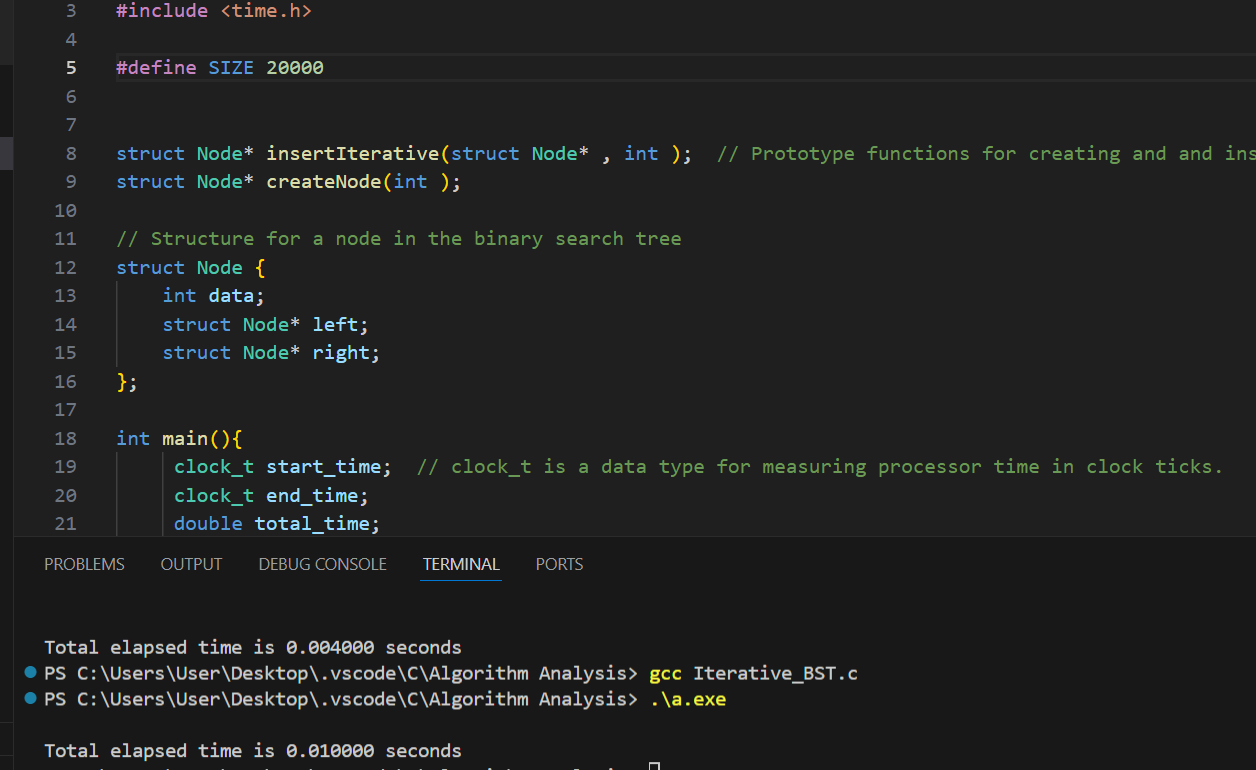 3 #include <time.h>
4
5 #define SIZE 20000
6
7
8 struct Node* insertIterative(struct Node* , int ); // Prototype functions for creating and and ins
9 struct Node* createNode(int );
10
11 // Structure for a node in the binary search tree
12 struct Node {
13 int data;
14 struct Node* left;
15 struct Node* right;
16 };
17
18 int main(){
19 clock_t start_time; // clock_t is a data type for measuring processor time in clock ticks.
20 clock_t end_time;
21 double total_time;
PROBLEMS OUTPUT DEBUG CONSOLE TERMINAL PORTS
Total elapsed time is 0.004000 seconds
PS C:\Users\User\Desktop\.vscode\C\Algorithm Analysis> gcc Iterative_BST.c
PS C:\Users\User\Desktop\.vscode\C\Algorithm Analysis> .\a.exe
Total elapsed time is 0.010000 seconds